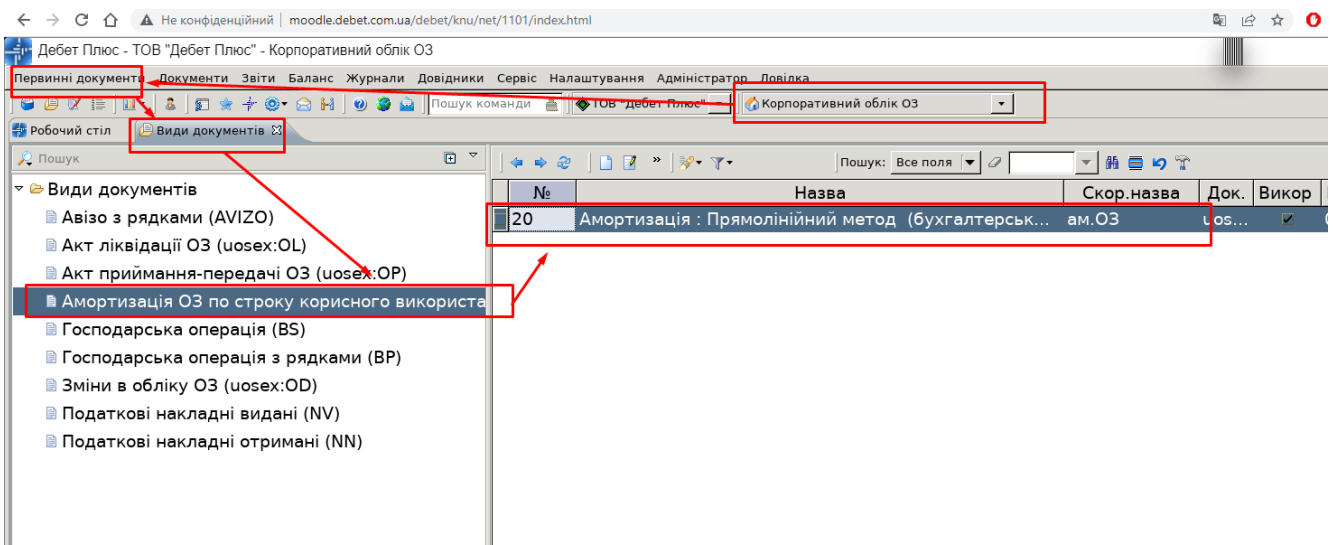 Не конфіденційний | moodle.debet.com.ua/debet/knu/net/1101/index.html
Дебет Плюс - ТОВ "Дебет Плюс" - Корпоративний облік ОЗ
Первинні документи Документи Звіти Баланс Журнали Довідники Сервіс Налаштування Адміністратор Довідка
Пошук команди ТОВ "Дебет Плюс" Корпоративний облік ОЗ
Робочий стіл Види документів
Пошук Пошук: Все поля
Види документів № Назва Скор.назва Док. Викор
Авізо з рядками (AVIZO) 20 Амортизація : Прямолінійний метод (бухгалтерськ... ам.ОЗ uos...
Акт ліквідації ОЗ (uosex:OL)
Акт приймання-передачі ОЗ (uosex:OP)
Амортизація ОЗ по строку корисного використа
Господарська операція (BS)
Господарська операція з рядками (BP)
Зміни в обліку ОЗ (uosex:OD)
Податкові накладні видані (NV)
Податкові накладні отримані (NN)